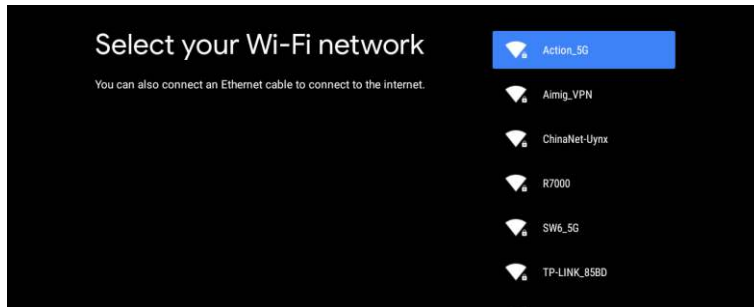 Select your Wi-Fi network
You can also connect an Ethernet cable to connect to the internet.
Action_5G
Aimig_VPN
ChinaNet-Uynx
R7000
SW6_5G
TP-LINK_85BD